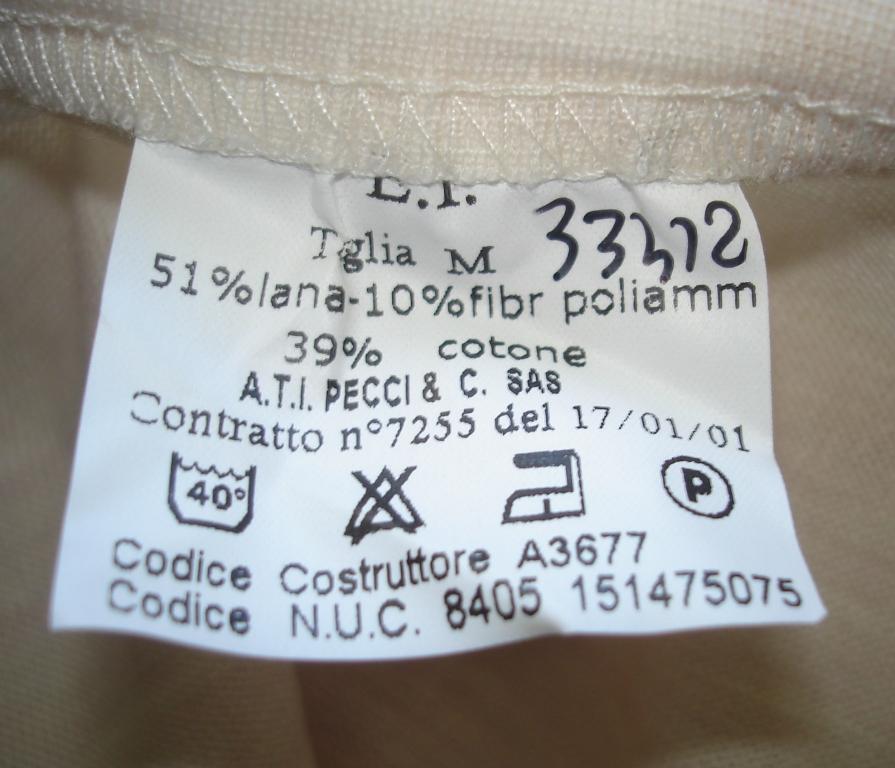 E.I.
Tglia M 33312
51%lana-10%fibr poliamm
39% cotone
A.T.I. PECCI & C. SAS
Contratto n°7255 del 17/01/01
40°
P
Codice Costruttore A3677
Codice N.U.C. 8405 151475075